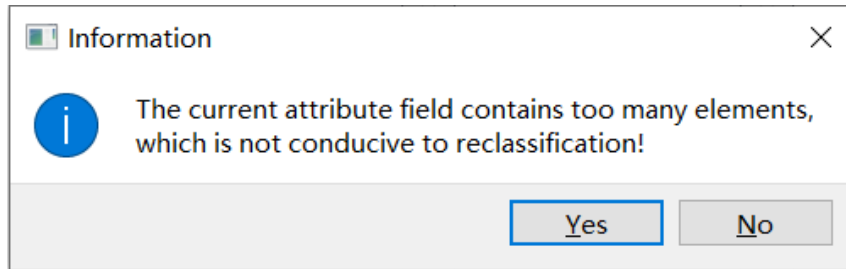 Information
The current attribute field contains too many elements,
which is not conducive to reclassification!
Yes
No